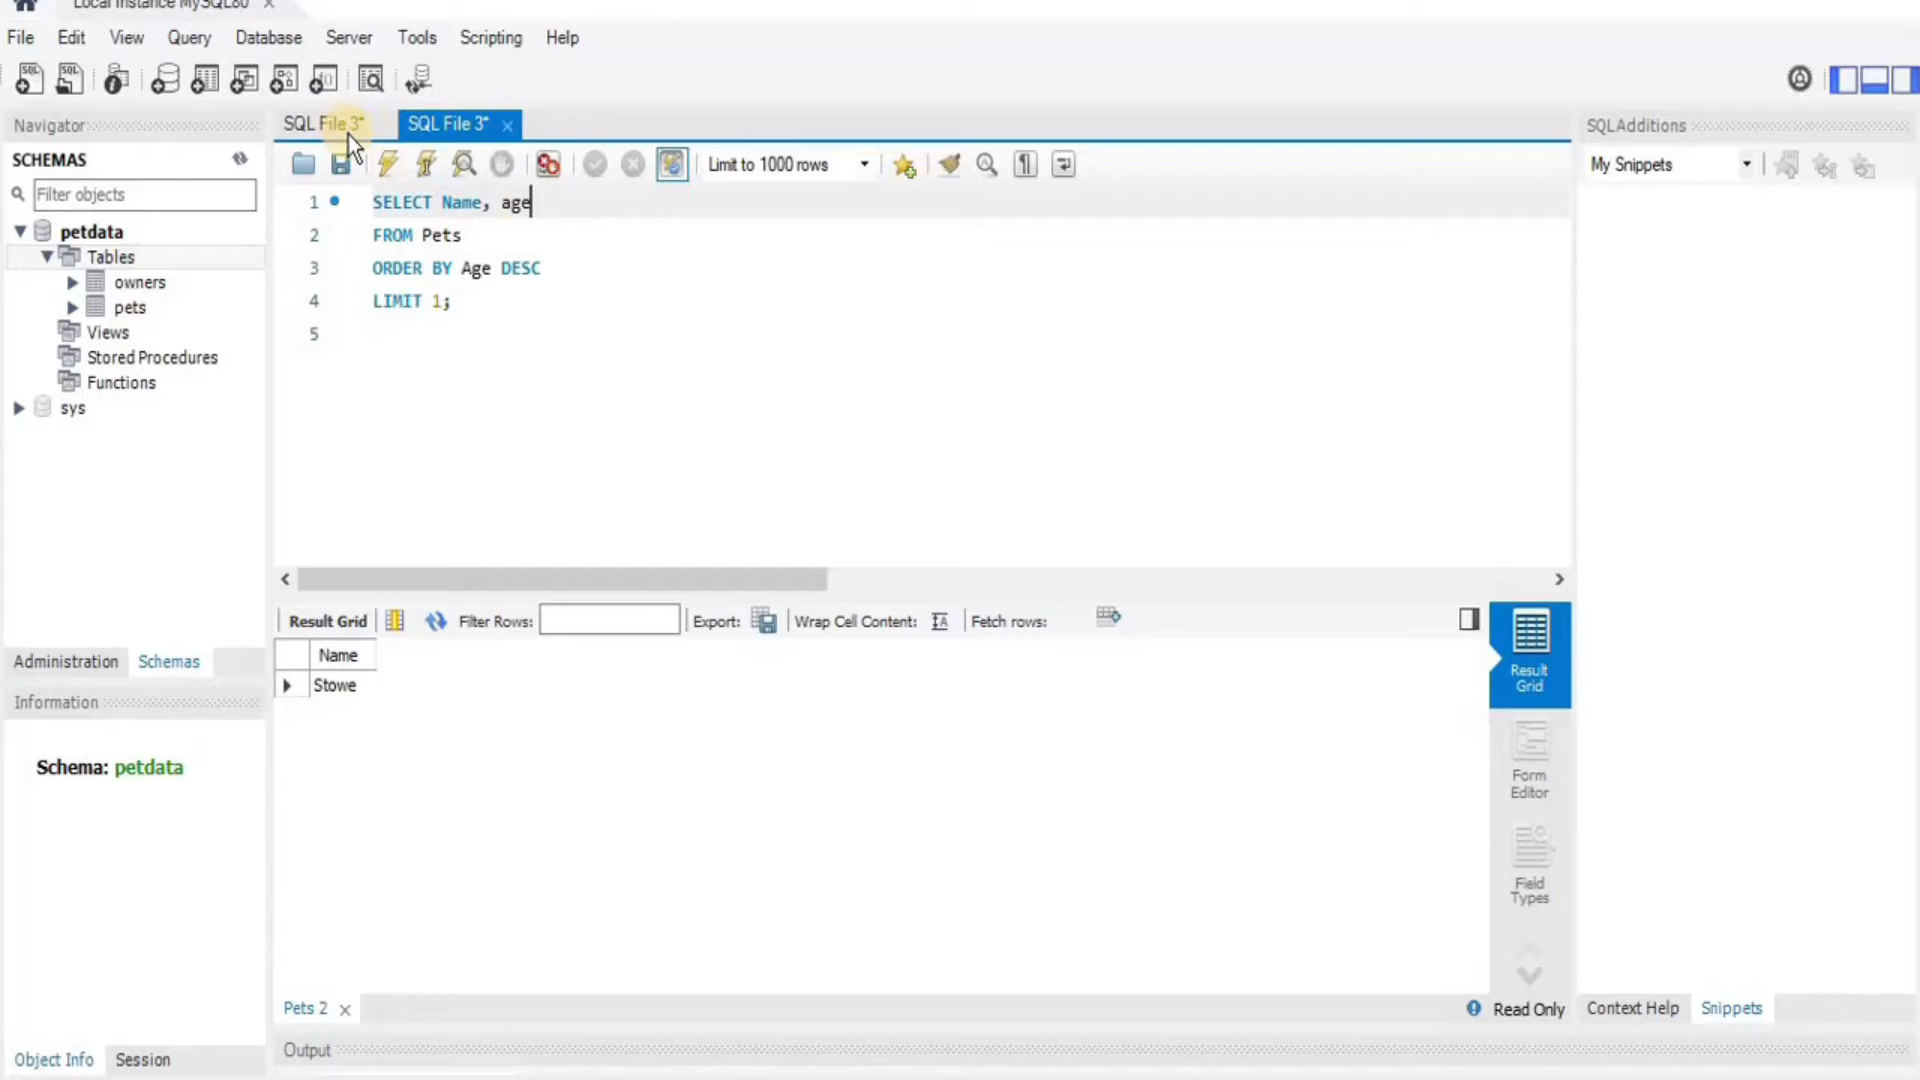 Local instance MySQL80
File Edit View Query Database Server Tools Scripting Help
Navigator
SCHEMAS
Filter objects
petdata
Tables
owners
pets
Views
Stored Procedures
Functions
sys
Administration Schemas
Information
Schema: petdata
Object Info Session
SQL File 3* SQL File 3*
Limit to 1000 rows
1 SELECT Name, age
2 FROM Pets
3 ORDER BY Age DESC
4 LIMIT 1;
5
Result Grid Filter Rows: Export: Wrap Cell Content: Fetch rows:
Name
Stowe
Result
Grid
Form
Editor
Field
Types
Pets 2
Read Only
Output
SQLAdditions
My Snippets
Context Help Snippets